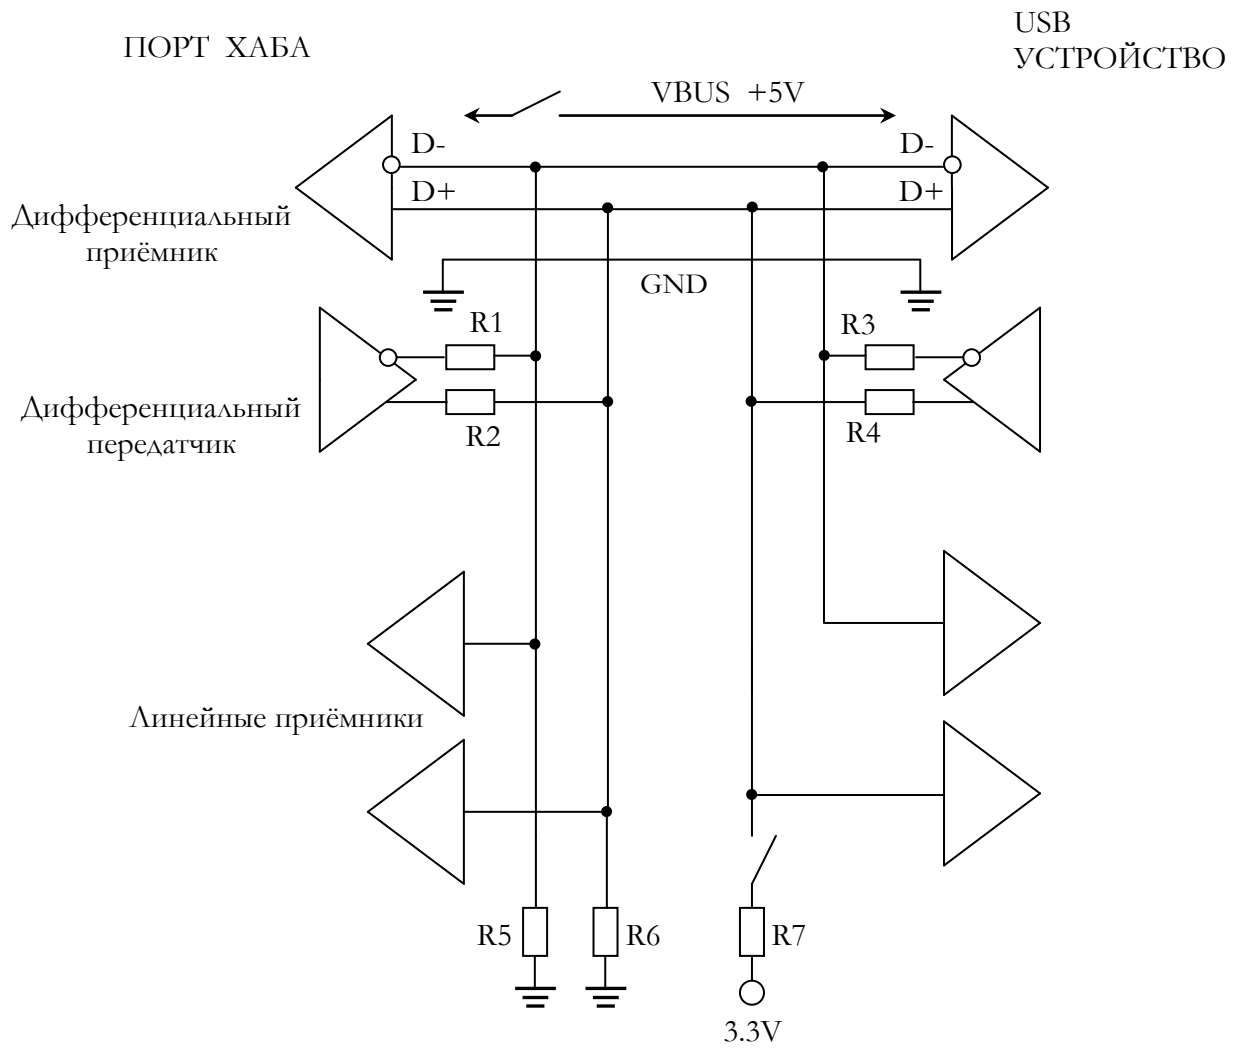 ПОРТ ХАБА
USB
УСТРОЙСТВО
VBUS +5V
D-
D-
D+
D+
Дифференциальный
приёмник
GND
R1
R3
Дифференциальный
передатчик
R2
R4
Линейные приёмники
R5
R6
R7
3.3V